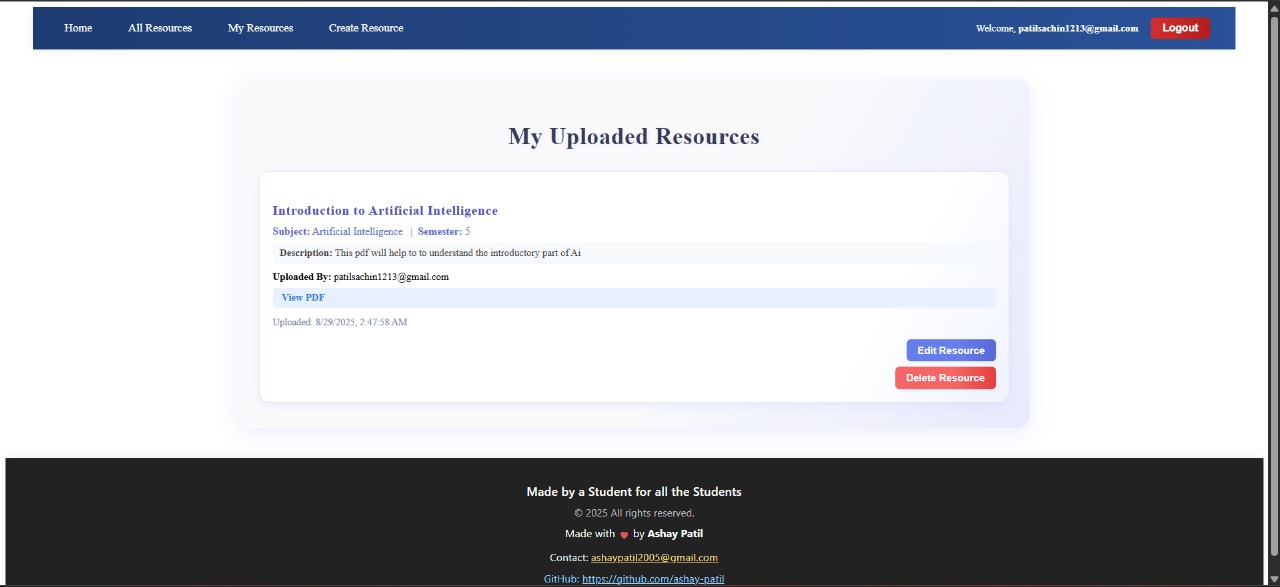 Home All Resources My Resources Create Resource Welcome, patilsachin1213@gmail.com Logout
My Uploaded Resources
Introduction to Artificial Intelligence
Subject: Artificial Intelligence | Semester: 5
Description: This pdf will help to to understand the introductory part of Ai
Uploaded By: patilsachin1213@gmail.com
View PDF
Uploaded: 8/29/2025, 2:47:58 AM
Edit Resource
Delete Resource
Made by a Student for all the Students
© 2025 All rights reserved.
Made with ♥ by Ashay Patil
Contact: ashaypatil2005@gmail.com
GitHub: https://github.com/ashay-patil